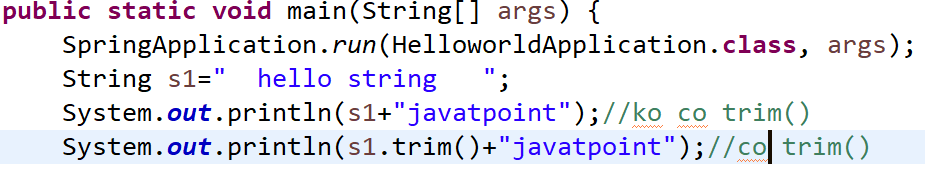 public static void main(String[] args) {
    SpringApplication.run(HelloworldApplication.class, args);
    String s1="  hello string   ";
    System.out.println(s1+"javatpoint");//ko co trim()
    System.out.println(s1.trim()+"javatpoint");//co trim()